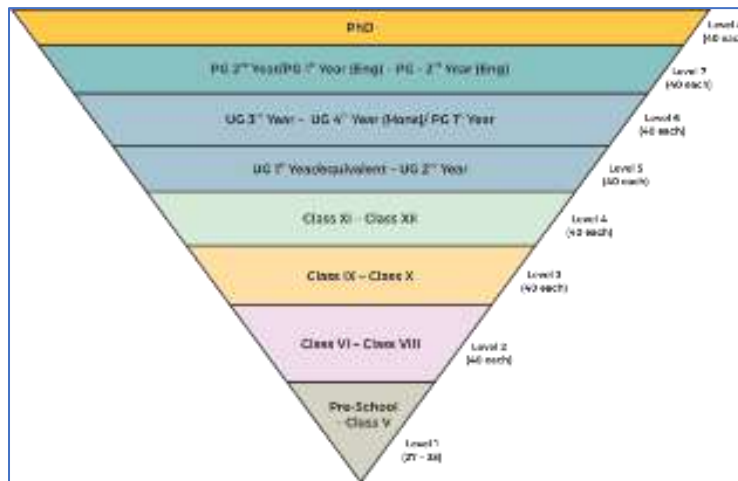 PhD
Level 8
(40 each)
PG 2nd Year/PG 1st Year (Eng) - PG - 2nd Year (Eng)
Level 7
(40 each)
UG 3rd Year - UG 4th Year (Hons)/ PG 1st Year
Level 6
(40 each)
UG 1st Year/equivalent - UG 2nd Year
Level 5
(40 each)
Class XI - Class XII
Level 4
(40 each)
Class IX – Class X
Level 3
(40 each)
Class VI – Class VIII
Level 2
(40 each)
Pre-School
- Class V
Level 1